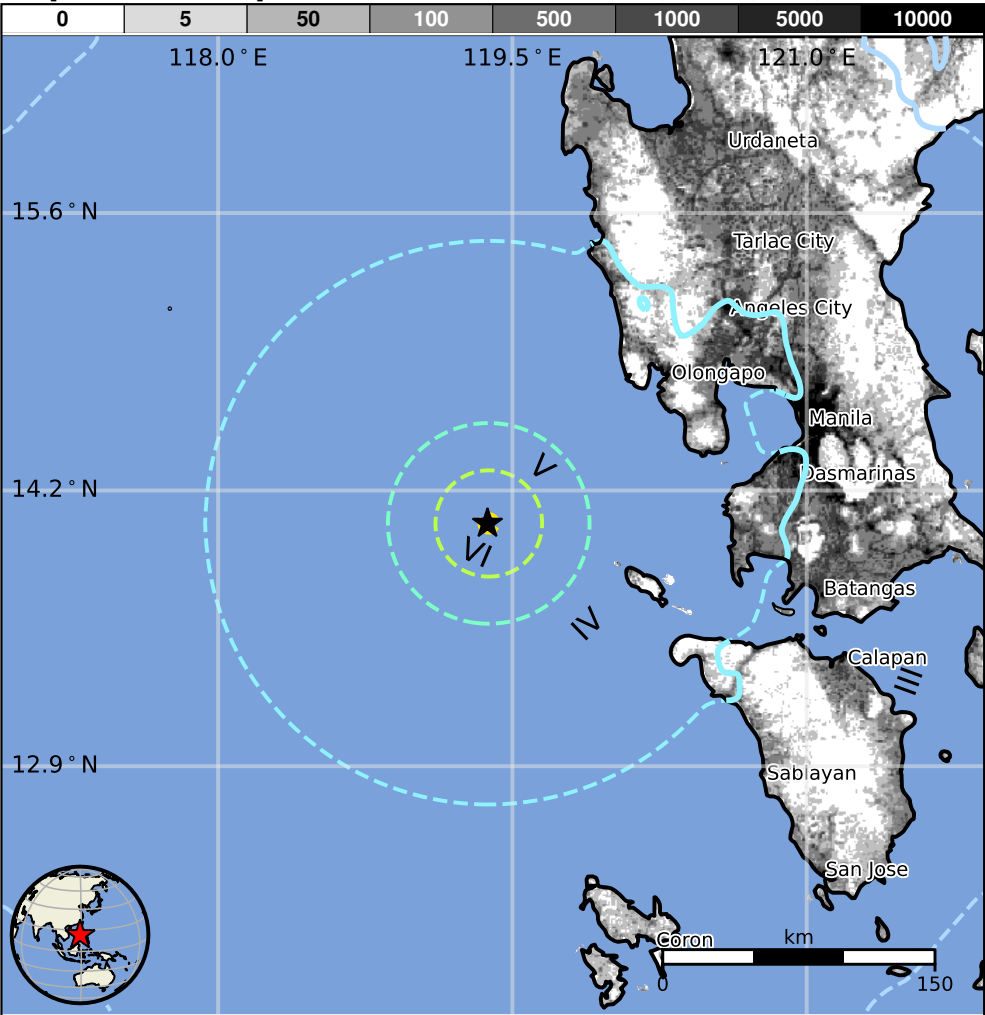 0 5 50 100 500 1000 5000 10000
118.0°E 119.5°E 121.0°E
Urdaneta
15.6°N
Tarlac City
Angeles City
Olongapo
Manila
V
Dasmarinas
14.2°N
VI
Batangas
IV
Calapan
III
12.9°N
Sablayan
San Jose
km
Coron
0 150